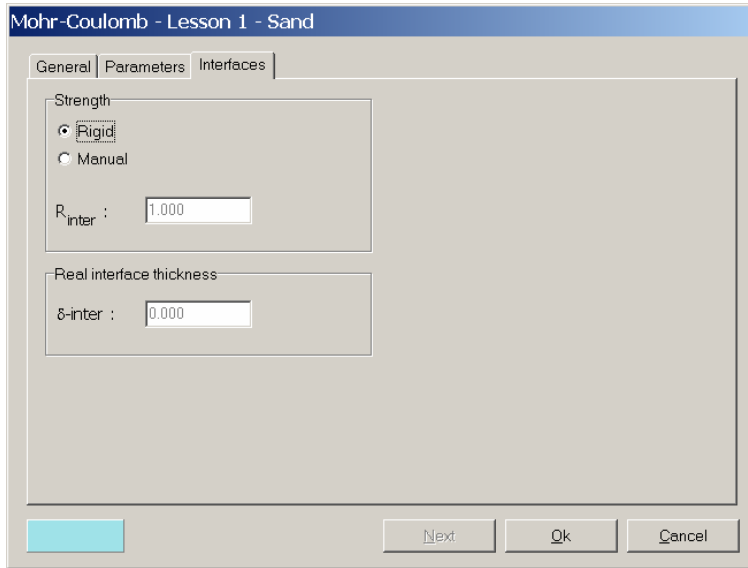 Mohr-Coulomb - Lesson 1 - Sand
General Parameters Interfaces
Strength
Rigid
Manual
Rinter : 1.000
Real interface thickness
δ-inter : 0.000
Next Ok Cancel